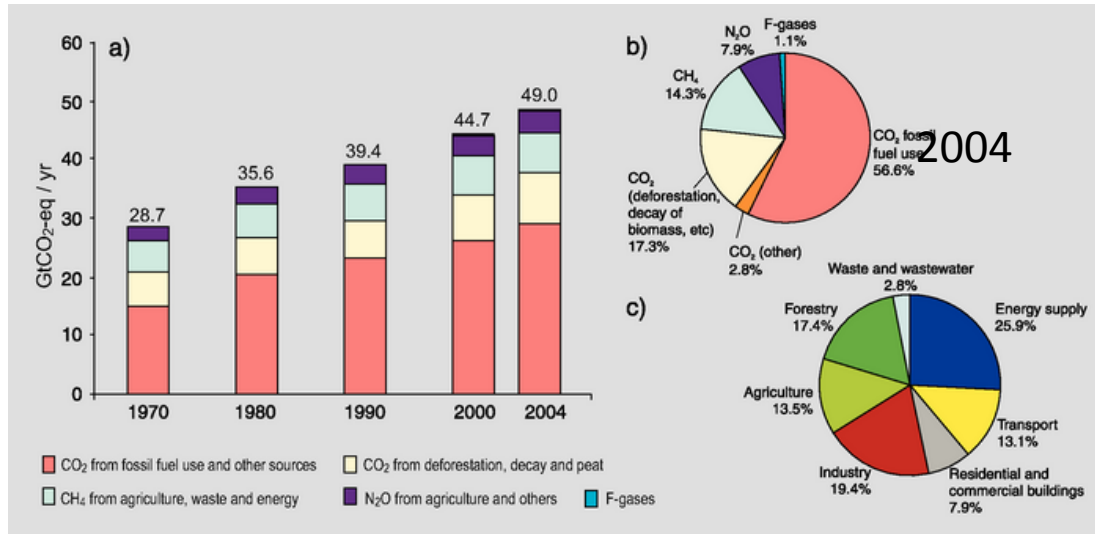 a)
60
50
40
30
20
10
0
GtCO₂-eq / yr
28.7
35.6
39.4
44.7
49.0
1970
1980
1990
2000
2004
CO₂ from fossil fuel use and other sources
CO₂ from deforestation, decay and peat
CH₄ from agriculture, waste and energy
N₂O from agriculture and others
F-gases
b)
F-gases
1.1%
N₂O
7.9%
CH₄
14.3%
CO₂
(deforestation,
decay of
biomass, etc)
17.3%
CO₂ (other)
2.8%
CO₂ fossil
fuel use
56.6%
2004
c)
Waste and wastewater
2.8%
Forestry
17.4%
Energy supply
25.9%
Agriculture
13.5%
Transport
13.1%
Industry
19.4%
Residential and
commercial buildings
7.9%